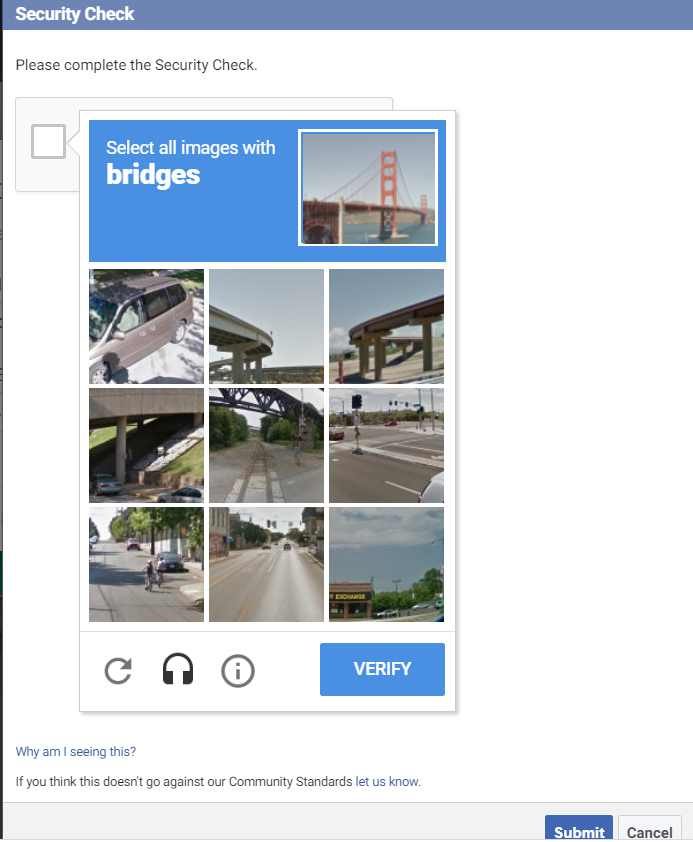 Security Check
Please complete the Security Check.
Select all images with
bridges
Y EXCHANGE
VERIFY
Why am I seeing this?
If you think this doesn't go against our Community Standards let us know.
Submit
Cancel